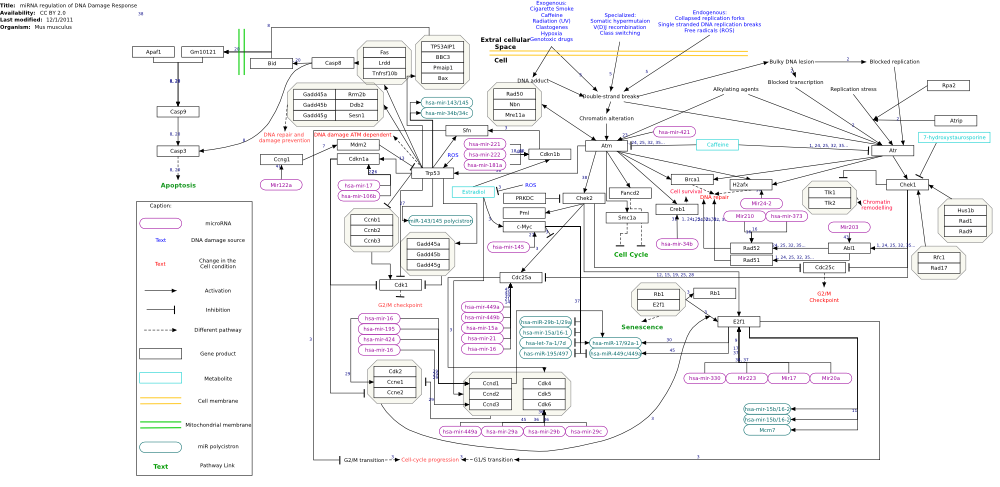 Title: miRNA regulation of DNA Damage Response
Availability: CC BY 2.0
Last modified: 12/1/2011
Organism: Mus musculus
Exogenous:
Cigarette Smoke
Caffeine
Radiation (UV)
Clastogenes
Hypoxia
Genotoxic drugs
Specialized:
Somatic hypermutaion
V(D)J recombination
Class switching
Endogenous:
Collapsed replication forks
Single stranded DNA replication breaks
Free radicals (ROS)
Extral cellular
Space
Cell
Apaf1
Gm10121
Bid
Casp8
Fas
Lrdd
Tnfrsf10b
TP53AIP1
BBC3
Pmaip1
Bax
Casp9
Casp3
Apoptosis
Gadd45a
Gadd45b
Gadd45g
Rrm2b
Ddb2
Sesn1
DNA repair and
damage prevention
DNA damage ATM dependent
hsa-mir-143/145
hsa-mir-34b/34c
Rad50
Nbn
Mre11a
DNA adduct
Double-strand breaks
Bulky DNA lesion
Blocked replication
Blocked transcription
Alkylating agents
Replication stress
Chromatin alteration
Rpa2
Atrip
7-hydroxystaurosporine
Sfn
Mdm2
Cdkn1a
Ccng1
Mir122a
hsa-mir-17
hsa-mir-106b
ROS
hsa-mir-221
hsa-mir-222
hsa-mir-181a
Cdkn1b
Trp53
Atm
hsa-mir-421
Caffeine
Atr
Estradiol
ROS
PRKDC
Pml
c-Myc
hsa-mir-145
Chek2
Fancd2
Smc1a
Cell Cycle
Brca1
H2afx
Cell survival
DNA repair
Creb1
hsa-mir-34b
Mir24-2
Mir210
hsa-mir-373
Rad52
Rad51
Tlk1
Tlk2
Chromatin
remodelling
Chek1
Mir203
Abl1
Cdc25c
G2/M
Checkpoint
Hus1b
Rad1
Rad9
Rfc1
Rad17
Ccnb1
Ccnb2
Ccnb3
miR-143/145 polycistron
Gadd45a
Gadd45b
Gadd45g
Cdk1
G2/M checkpoint
Cdc25a
12, 15, 19, 25, 28
Rb1
E2f1
Senescence
Rb1
E2f1
hsa-mir-16
hsa-mir-195
hsa-mir-424
hsa-mir-16
hsa-mir-449a
hsa-mir-449b
hsa-mir-15a
hsa-mir-21
hsa-mir-16
hsa-miR-29b-1/29a
hsa-mir-15a/16-1
hsa-let-7a-1/7d
has-miR-195/497
hsa-miR-17/92a-1
hsa-miR-449c/449a
Cdk2
Ccne1
Ccne2
Ccnd1
Ccnd2
Ccnd3
Cdk4
Cdk5
Cdk6
hsa-mir-449a
hsa-mir-29a
hsa-mir-29b
hsa-mir-29c
hsa-mir-330
Mir223
Mir17
Mir20a
hsa-mir-15b/16-2
hsa-mir-15b/16-2
Mcm7
G2/M transition
Cell-cycle progression
G1/S transition
Caption:
microRNA
Text
DNA damage source
Text
Change in the
Cell condition
Activation
Inhibition
Different pathway
Gene product
Metabolite
Cell membrane
Mitochondrial membrane
miR polycistron
Text
Pathway Link